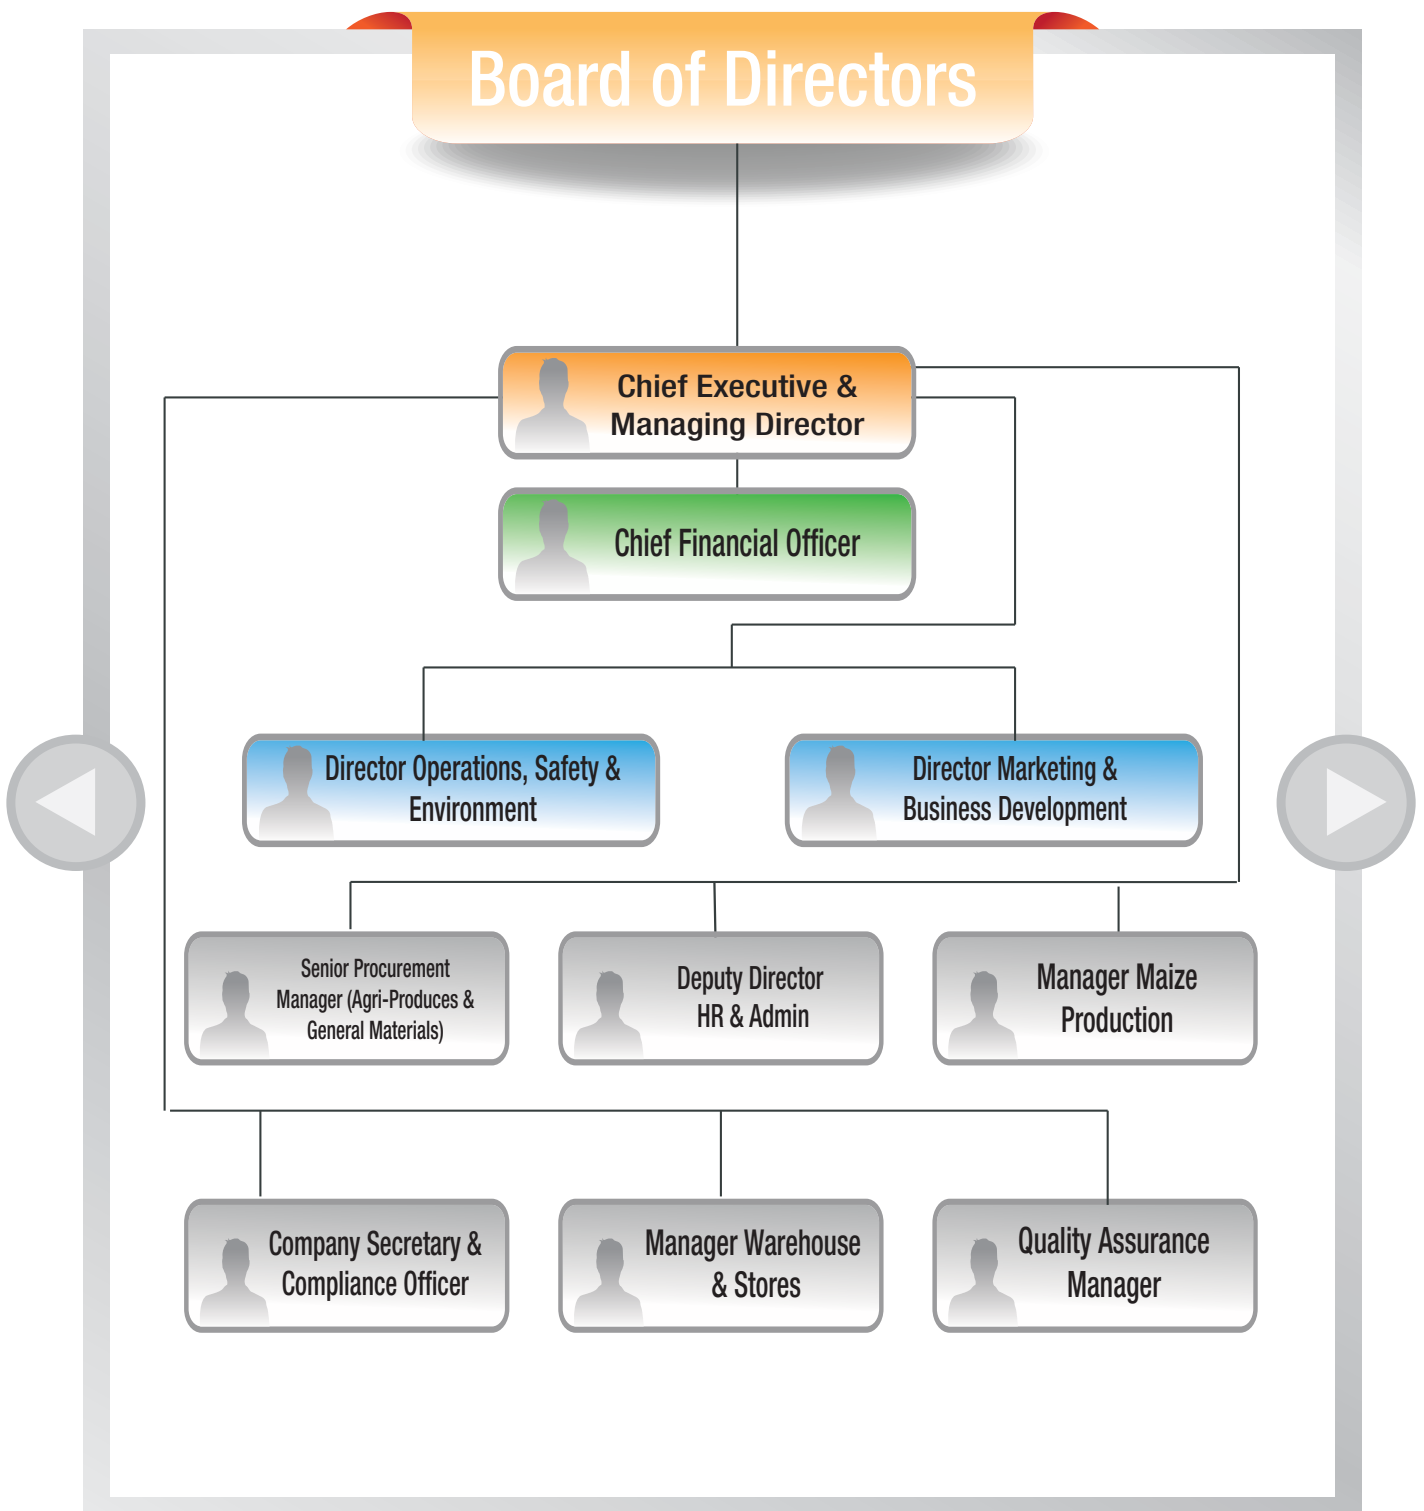 Board of Directors
Chief Executive &
Managing Director
Chief Financial Officer
Director Operations, Safety &
Environment
Director Marketing &
Business Development
Senior Procurement
Manager (Agri-Produces &
General Materials)
Deputy Director
HR & Admin
Manager Maize
Production
Company Secretary &
Compliance Officer
Manager Warehouse
& Stores
Quality Assurance
Manager